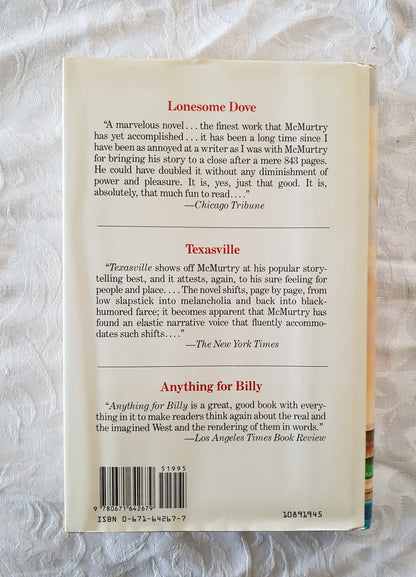 Lonesome Dove
“A marvelous novel . . . the finest work that McMurtry
has yet accomplished . . . it has been a long time since I
have been as annoyed at a writer as I was with McMurtry
for bringing his story to a close after a mere 843 pages.
He could have doubled it without any diminishment of
power and pleasure. It is, yes, just that good. It is,
absolutely, that much fun to read. . . .”
—Chicago Tribune
Texasville
“Texasville shows off McMurtry at his popular story-
telling best, and it attests, again, to his sure feeling for
people and place. . . . The novel shifts, page by page, from
low slapstick into melancholia and back into black-
humored farce; it becomes apparent that McMurtry has
found an elastic narrative voice that fluently accommo-
dates such shifts. . . .”
—The New York Times
Anything for Billy
“Anything for Billy is a great, good book with every-
thing in it to make readers think again about the real and
the imagined West and the rendering of them in words.”
—Los Angeles Times Book Review
51995
9 780671 642679
ISBN 0-671-64267-7
10891945